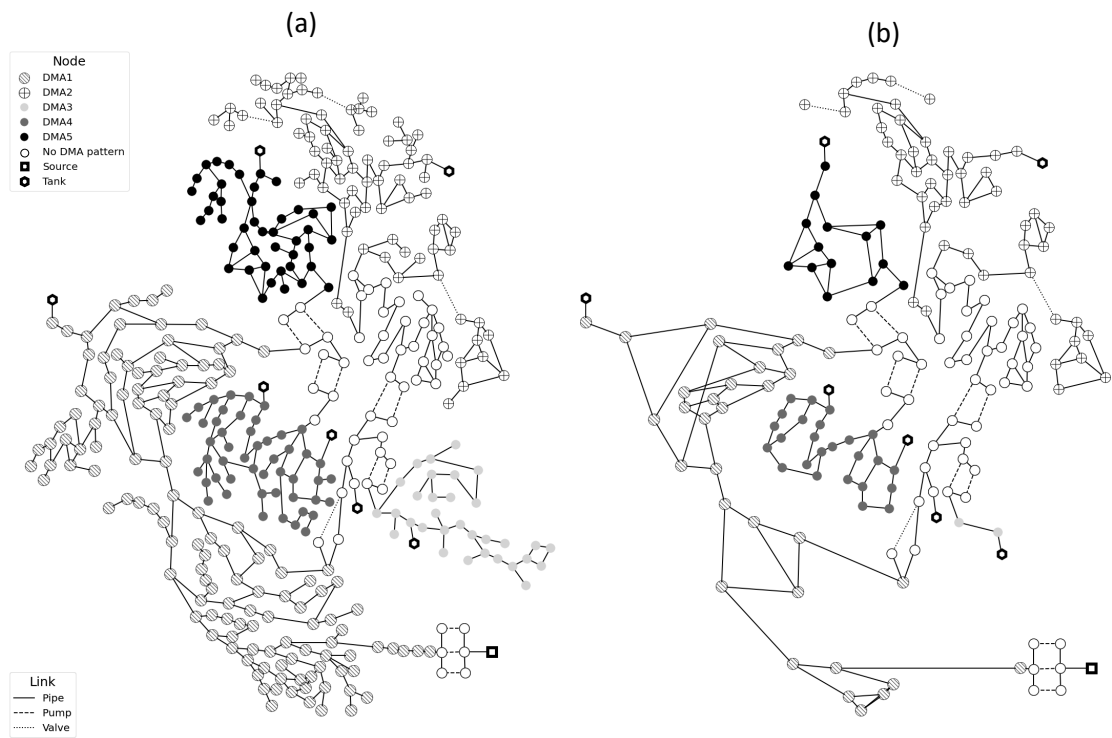 (a)
(b)
Node
DMA1
DMA2
DMA3
DMA4
DMA5
No DMA pattern
Source
Tank
Link
Pipe
Pump
Valve